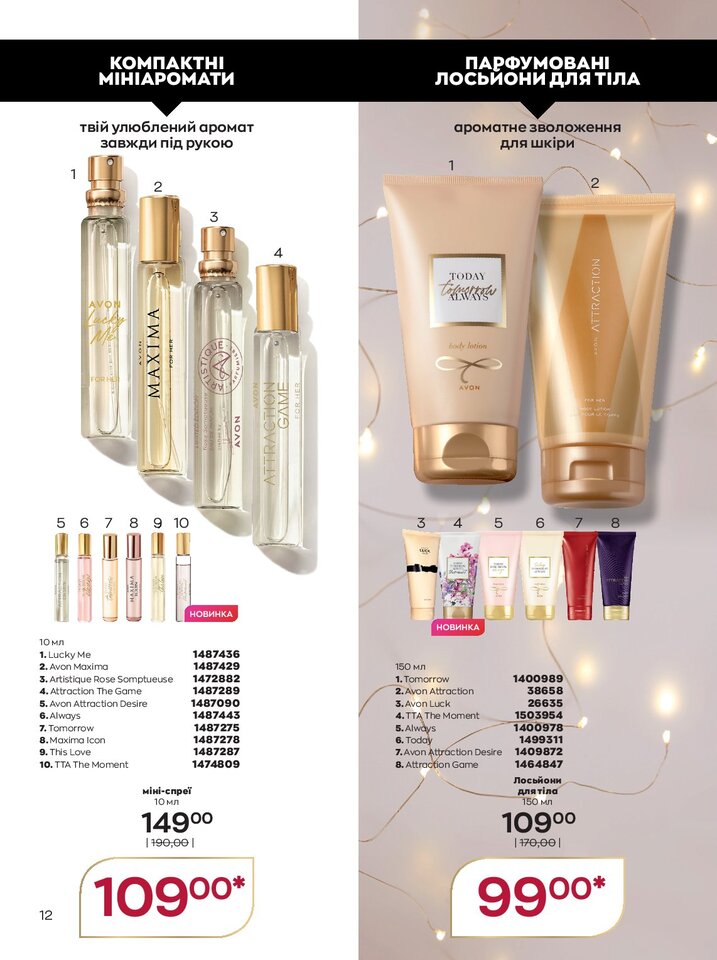 КОМПАКТНІ
МІНІАРОМАТИ
твій улюблений аромат
завжди під рукою
1
2
3
4
AVON
Lucky
Me
FOR HER
MAXIMA
AVON
FOR HER
ARTISTIQUE
AVON
AVON
ATTRACTION
GAME
FOR HER
5 6 7 8 9 10
НОВИНКА
10 мл
1. Lucky Me 1487436
2. Avon Maxima 1487429
3. Artistique Rose Somptueuse 1472882
4. Attraction The Game 1487289
5. Avon Attraction Desire 1487090
6. Always 1487443
7. Tomorrow 1487275
8. Maxima Icon 1487278
9. This Love 1487287
10. TTA The Moment 1474809
міні-спреї
10 мл
14900
| 190,00 |
10900*
12
ПАРФУМОВАНІ
ЛОСЬЙОНИ ДЛЯ ТІЛА
ароматне зволоження
для шкіри
1
2
TODAY
tomorrow
ALWAYS
body lotion
AVON
AVON ATTRACTION
FOR HER
BODY LOTION
3 4 5 6 7 8
НОВИНКА
150 мл
1. Tomorrow 1400989
2. Avon Attraction 38658
3. Avon Luck 26635
4. TTA The Moment 1503954
5. Always 1400978
6. Today 1499311
7. Avon Attraction Desire 1409872
8. Attraction Game 1464847
Лосьйони
для тіла
150 мл
10900
| 170,00 |
9900*